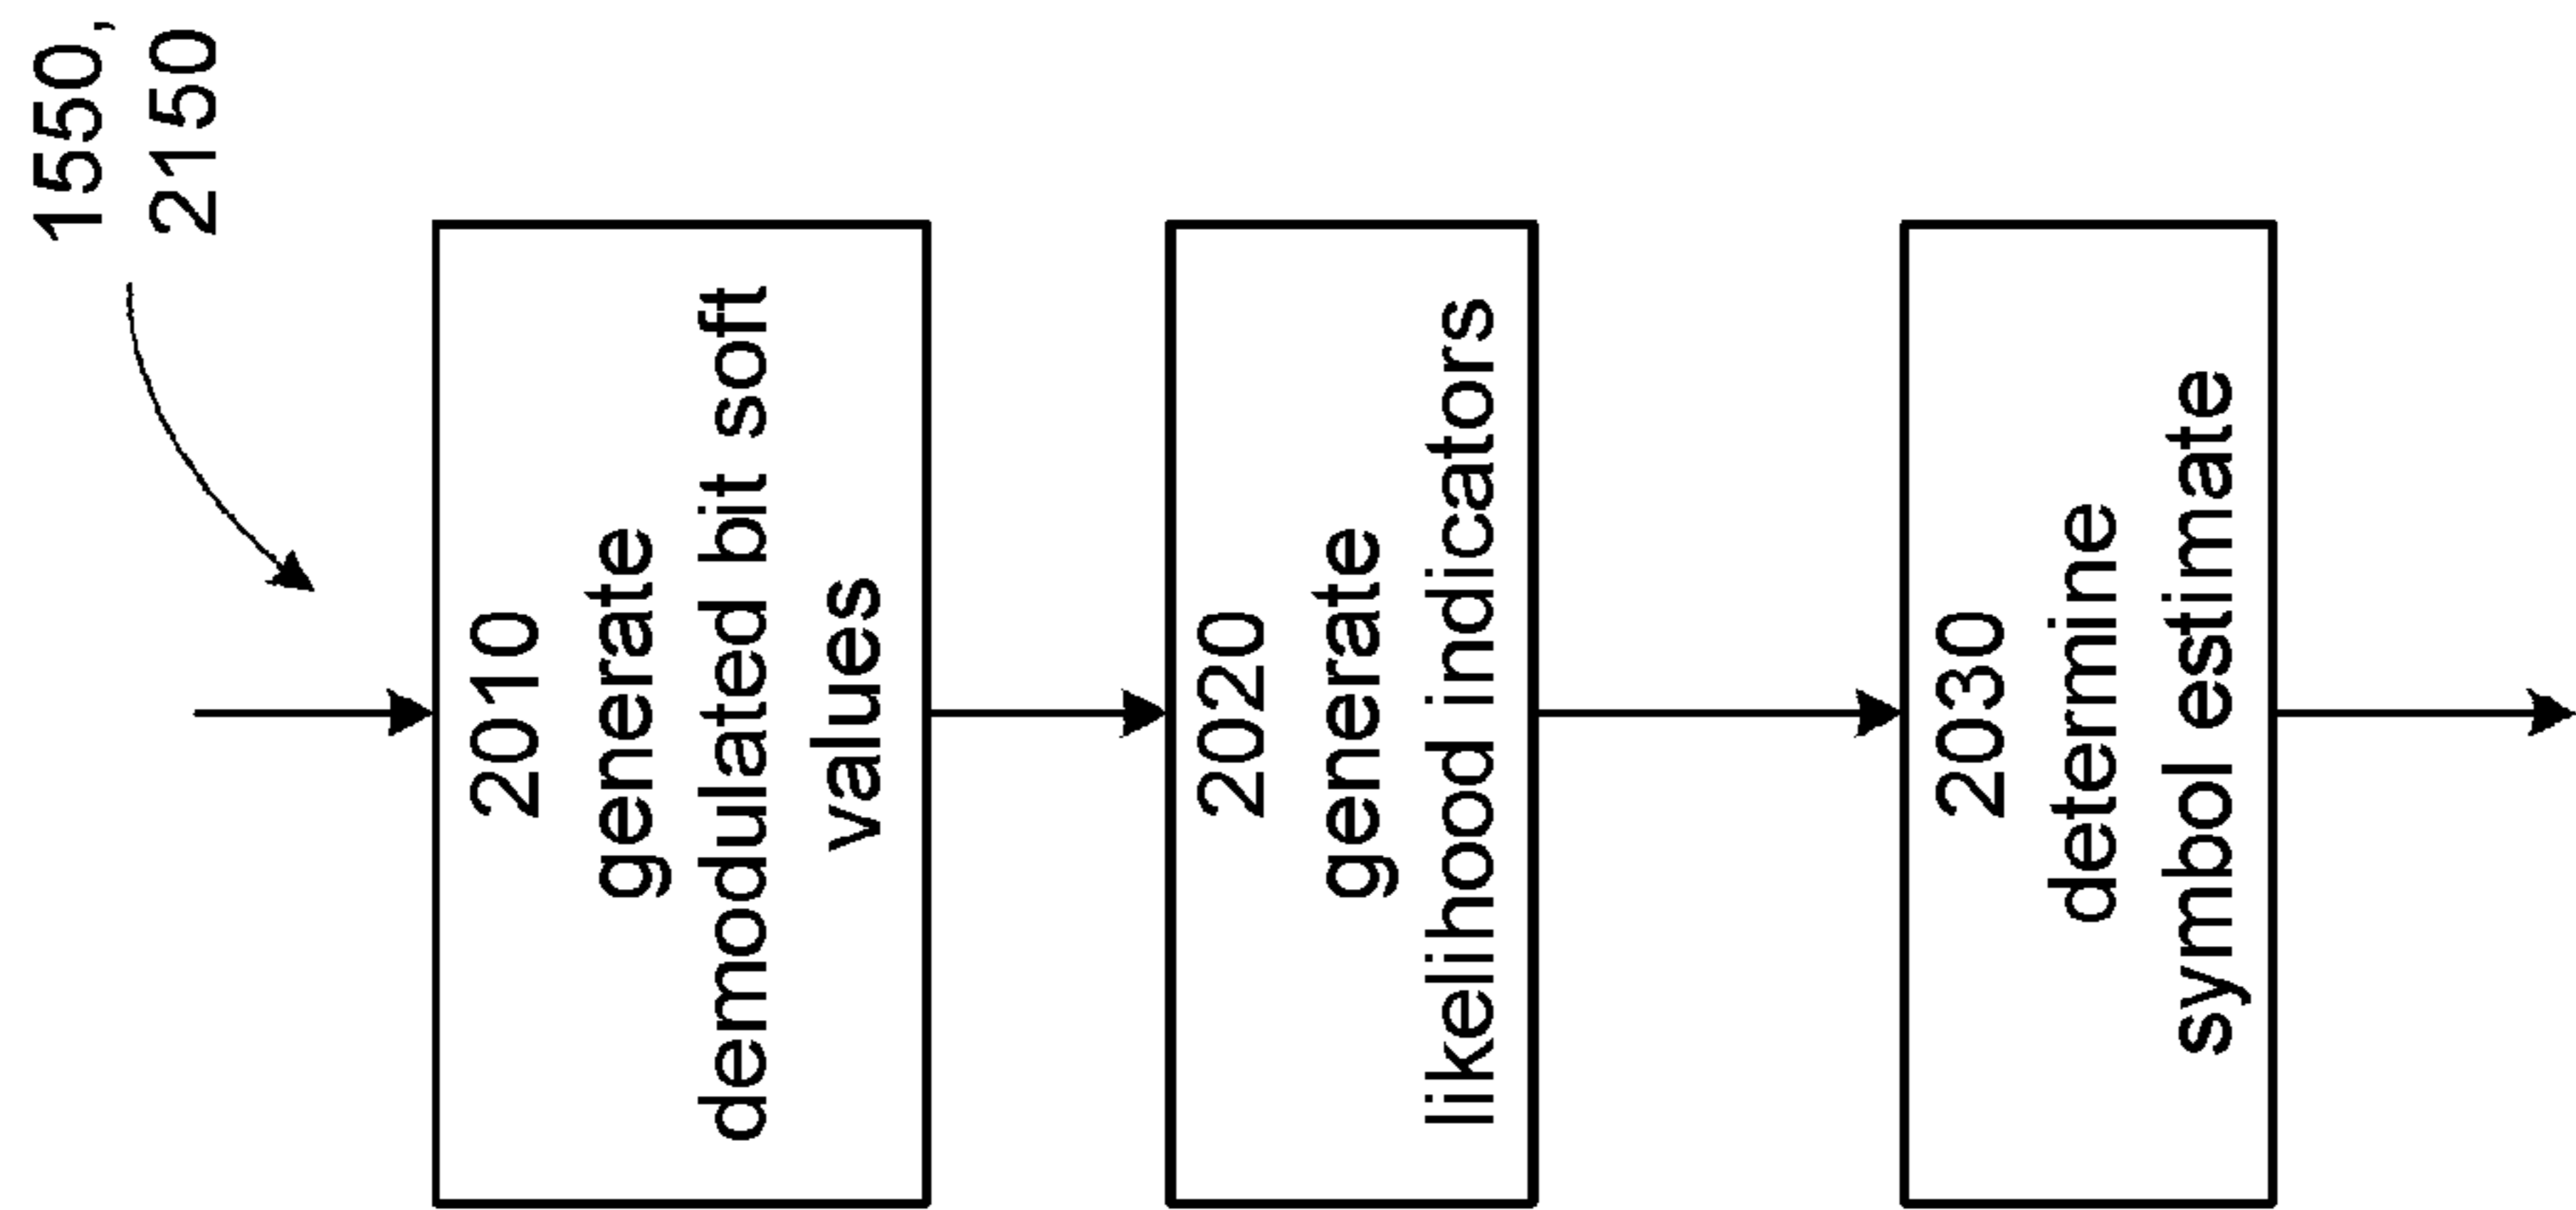 1550,
2150
2010
generate
demodulated bit soft
values
2020
generate
likelihood indicators
2030
determine
symbol estimate